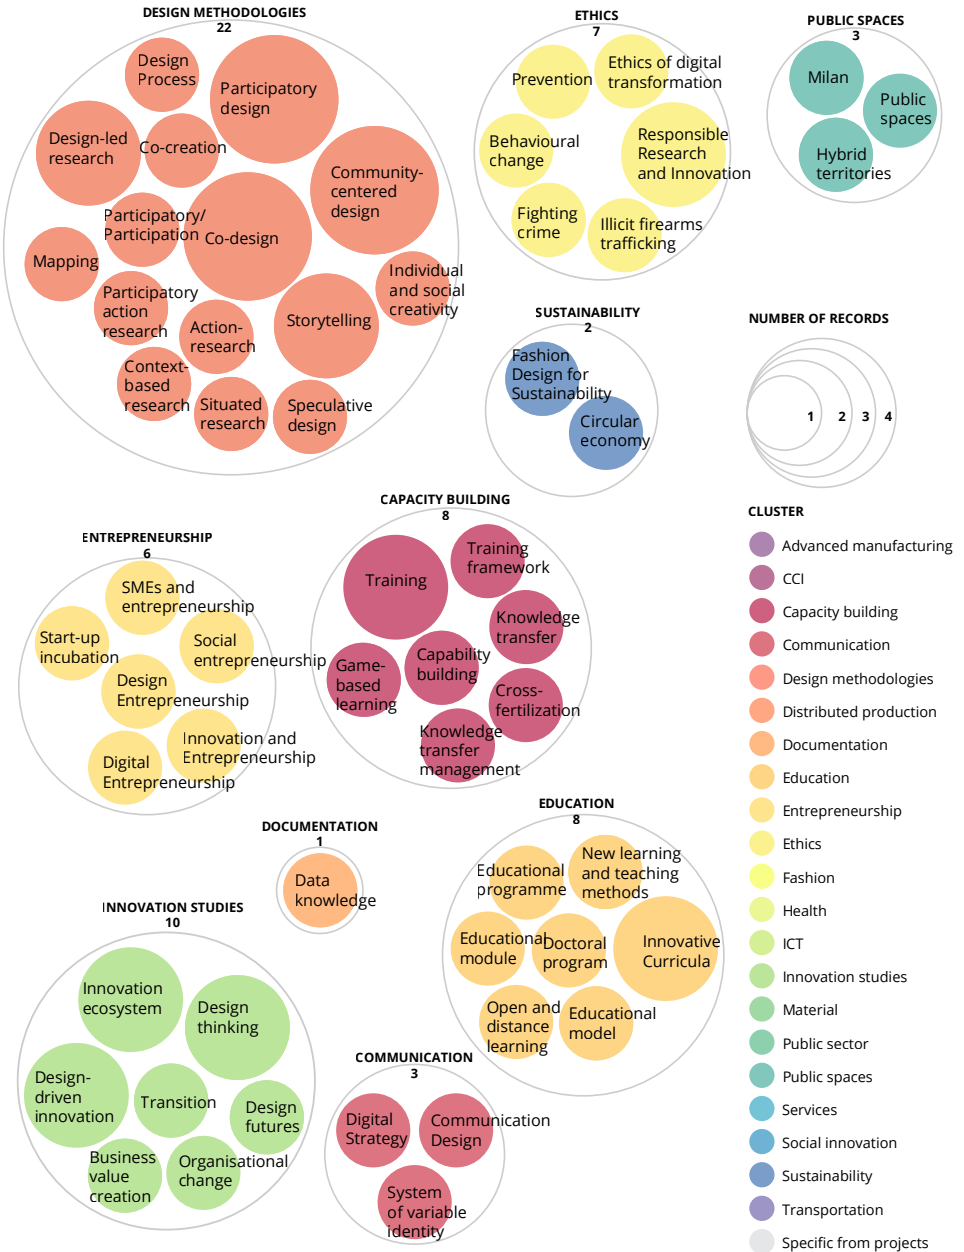 DESIGN METHODOLOGIES
22
Design
Process
Participatory
design
Design-led
research
Co-creation
Community-
centered
design
Participatory/
Participation
Co-design
Mapping
Individual
and social
creativity
Participatory
action
research
Action-
research
Storytelling
Context-
based
research
Situated
research
Speculative
design
ETHICS
7
Prevention
Ethics of digital
transformation
Behavioural
change
Responsible
Research
and Innovation
Fighting
crime
Illicit firearms
trafficking
PUBLIC SPACES
3
Milan
Public
spaces
Hybrid
territories
SUSTAINABILITY
2
Fashion
Design for
Sustainability
Circular
economy
NUMBER OF RECORDS
1 2 3 4
ENTREPRENEURSHIP
6
SMEs and
entrepreneurship
Start-up
incubation
Social
entrepreneurship
Design
Entrepreneurship
Innovation and
Entrepreneurship
Digital
Entrepreneurship
CAPACITY BUILDING
8
Training
Training
framework
Knowledge
transfer
Capability
building
Game-
based
learning
Cross-
fertilization
Knowledge
transfer
management
DOCUMENTATION
1
Data
knowledge
EDUCATION
8
Educational
programme
New learning
and teaching
methods
Educational
module
Doctoral
program
Innovative
Curricula
Open and
distance
learning
Educational
model
INNOVATION STUDIES
10
Innovation
ecosystem
Design
thinking
Design-
driven
innovation
Transition
Design
futures
Business
value
creation
Organisational
change
COMMUNICATION
3
Digital
Strategy
Communication
Design
System
of variable
identity
CLUSTER
Advanced manufacturing
CCI
Capacity building
Communication
Design methodologies
Distributed production
Documentation
Education
Entrepreneurship
Ethics
Fashion
Health
ICT
Innovation studies
Material
Public sector
Public spaces
Services
Social innovation
Sustainability
Transportation
Specific from projects